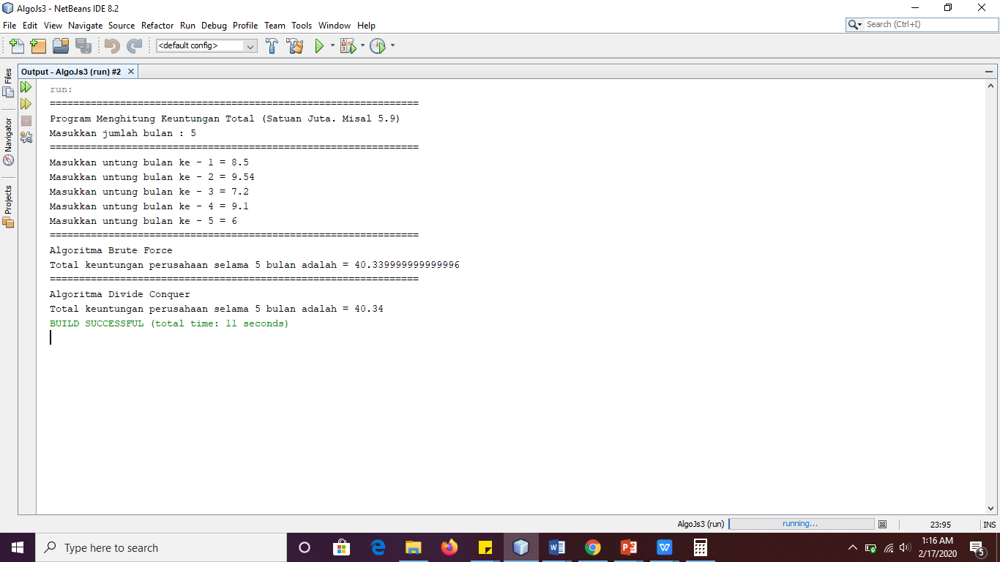 AlgoJs3 - NetBeans IDE 8.2
File Edit View Navigate Source Refactor Run Debug Profile Team Tools Window Help
Search (Ctrl+I)
<default config>
Files
Navigator
Projects
Output - AlgoJs3 (run) #2
run:
===============================================================
Program Menghitung Keuntungan Total (Satuan Juta. Misal 5.9)
Masukkan jumlah bulan : 5
===============================================================
Masukkan untung bulan ke - 1 = 8.5
Masukkan untung bulan ke - 2 = 9.54
Masukkan untung bulan ke - 3 = 7.2
Masukkan untung bulan ke - 4 = 9.1
Masukkan untung bulan ke - 5 = 6
===============================================================
Algoritma Brute Force
Total keuntungan perusahaan selama 5 bulan adalah = 40.339999999999996
===============================================================
Algoritma Divide Conquer
Total keuntungan perusahaan selama 5 bulan adalah = 40.34
BUILD SUCCESSFUL (total time: 11 seconds)
AlgoJs3 (run) running... 23:95 INS
Type here to search
1:16 AM
2/17/2020
5